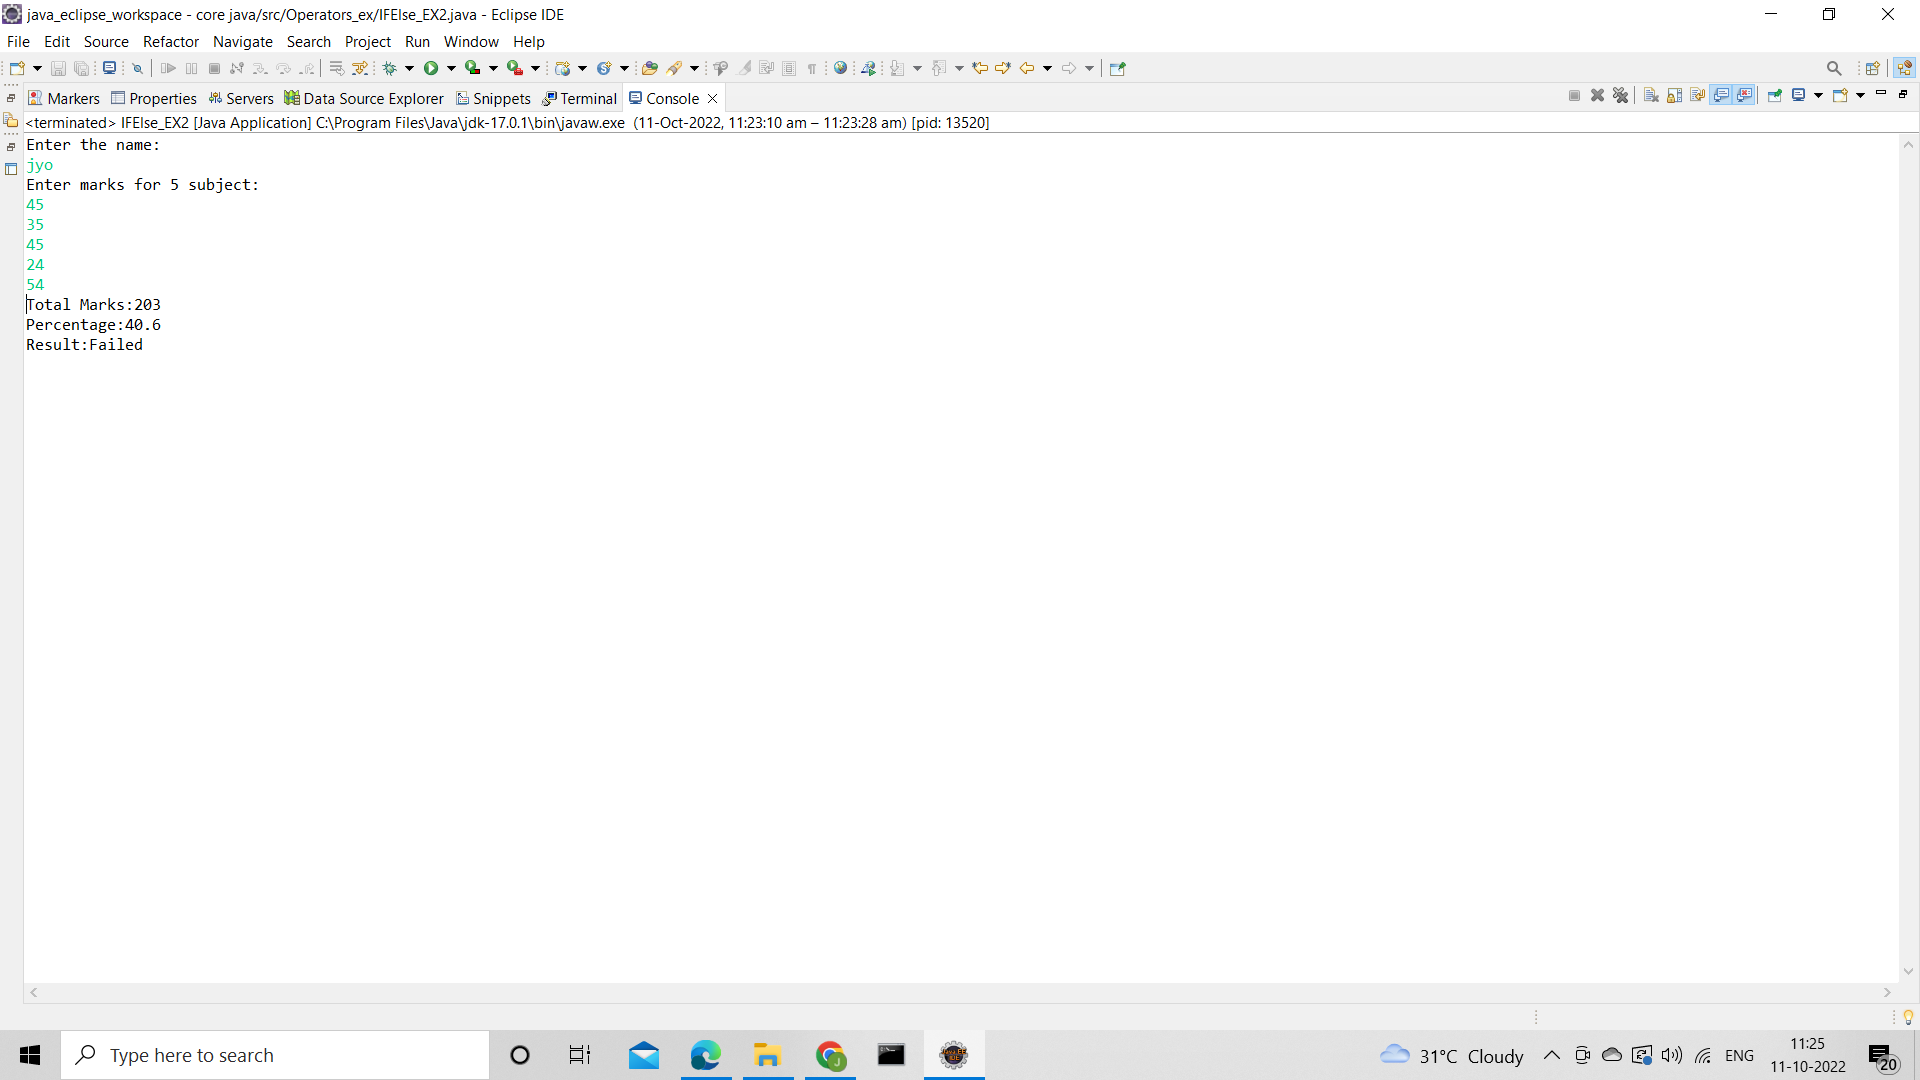 java_eclipse_workspace - core java/src/Operators_ex/IFElse_EX2.java - Eclipse IDE
File Edit Source Refactor Navigate Search Project Run Window Help
Markers Properties Servers Data Source Explorer Snippets Terminal Console
<terminated> IFElse_EX2 [Java Application] C:\Program Files\Java\jdk-17.0.1\bin\javaw.exe (11-Oct-2022, 11:23:10 am – 11:23:28 am) [pid: 13520]
Enter the name:
jyo
Enter marks for 5 subject:
45
35
45
24
54
Total Marks:203
Percentage:40.6
Result:Failed
Type here to search
31°C Cloudy
ENG
11:25
11-10-2022
20